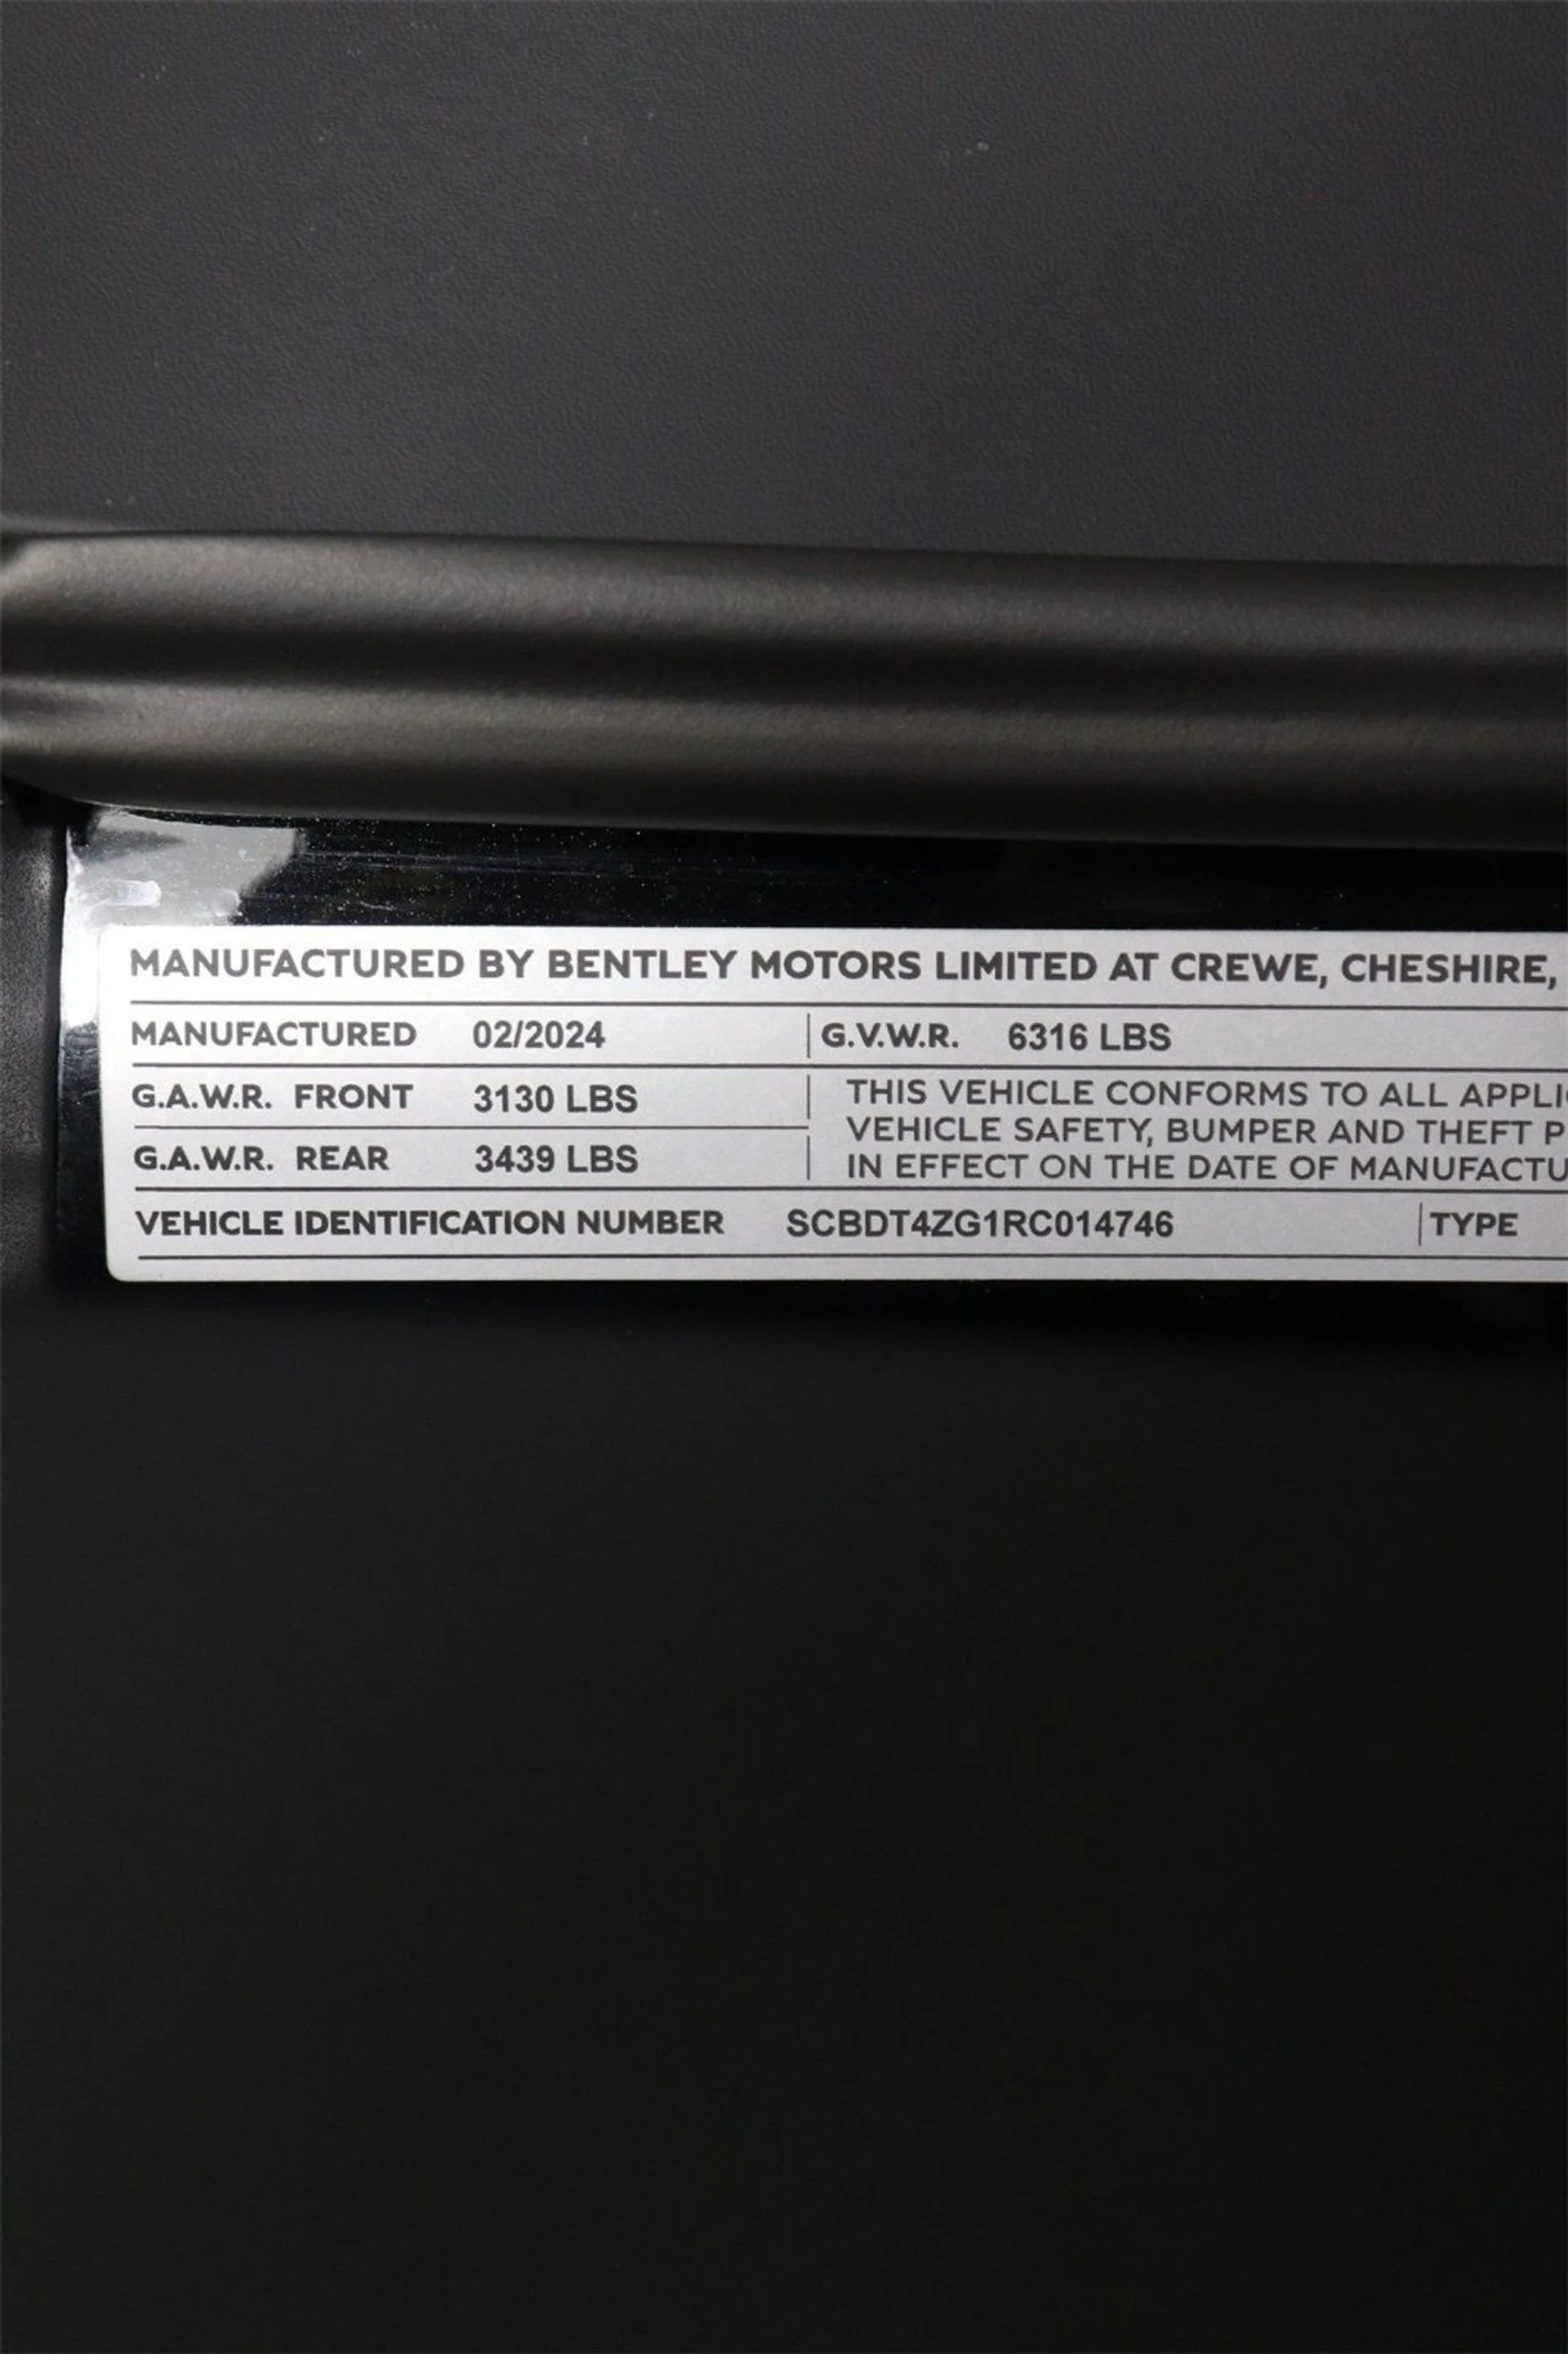 MANUFACTURED BY BENTLEY MOTORS LIMITED AT CREWE, CHESHIRE,
MANUFACTURED 02/2024 G.V.W.R. 6316 LBS
G.A.W.R. FRONT 3130 LBS
G.A.W.R. REAR 3439 LBS
THIS VEHICLE CONFORMS TO ALL
VEHICLE SAFETY, BUMPER AND THEFT
IN EFFECT ON THE DATE OF
VEHICLE IDENTIFICATION NUMBER SCBDT4ZG1RC014746 TYPE